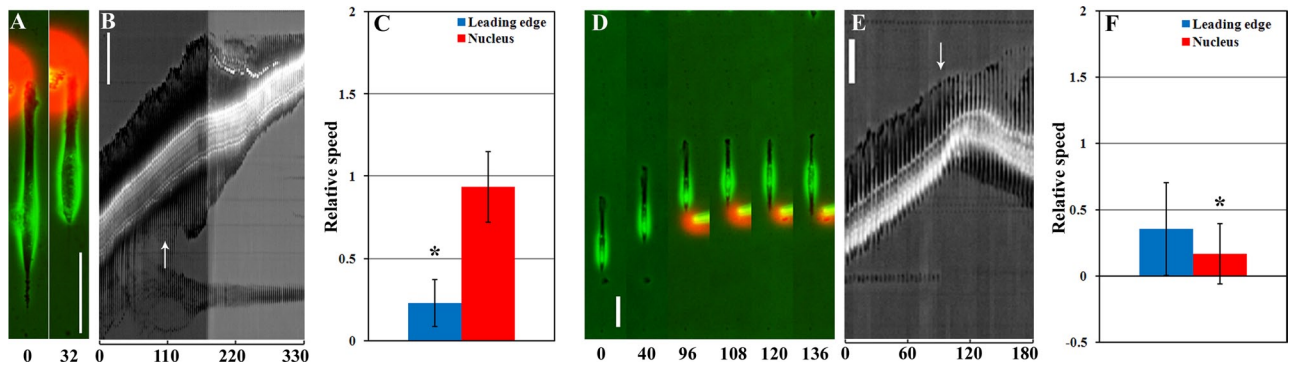 A
0 32
B
0 110 220 330
C
Leading edge
Nucleus
Relative speed
2
1.5
1
0.5
0
*
D
0 40 96 108 120 136
E
0 60 120 180
F
Leading edge
Nucleus
Relative speed
2
1.5
1
0.5
0
-0.5
*